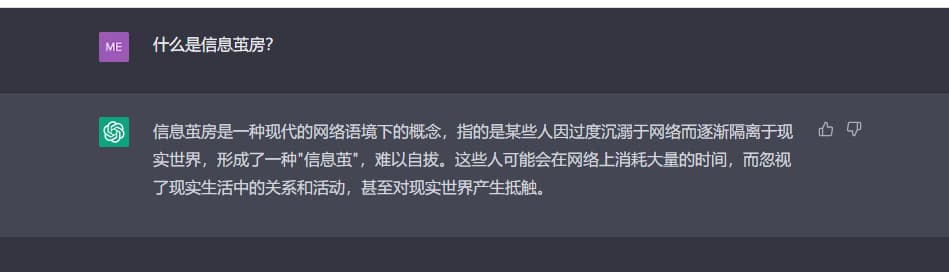 ME
什么是信息茧房？
信息茧房是一种现代的网络语境下的概念，指的是某些人因过度沉溺于网络而逐渐隔离于现
实世界，形成了一种"信息茧"，难以自拔。这些人可能会在网络上消耗大量的时间，而忽视
了现实生活中的关系和活动，甚至对现实世界产生抵触。